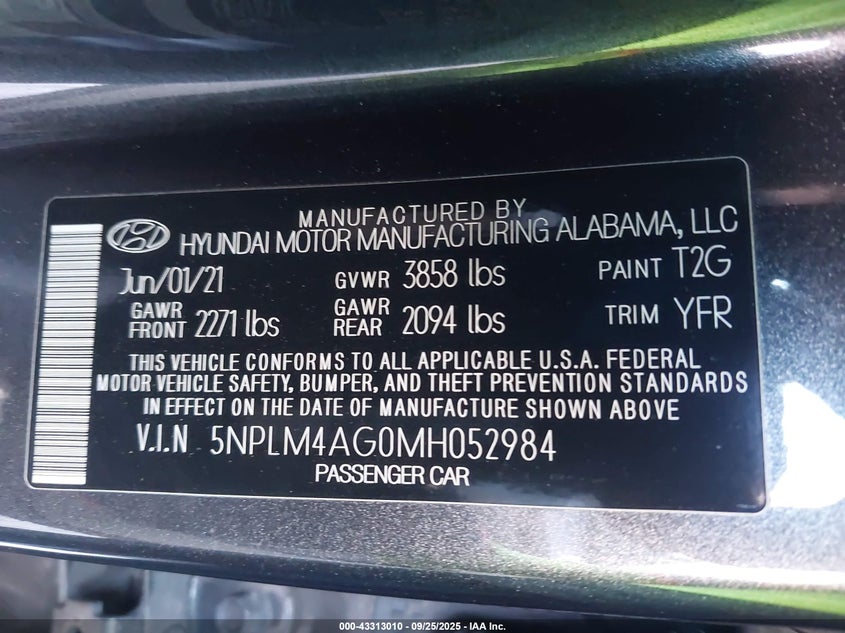 MANUFACTURED BY
HYUNDAI MOTOR MANUFACTURING ALABAMA, LLC
Jun/01/21 GVWR 3858 lbs PAINT T2G
GAWR FRONT 2271 lbs GAWR REAR 2094 lbs TRIM YFR
THIS VEHICLE CONFORMS TO ALL APPLICABLE U.S.A. FEDERAL
MOTOR VEHICLE SAFETY, BUMPER, AND THEFT PREVENTION STANDARDS
IN EFFECT ON THE DATE OF MANUFACTURE SHOWN ABOVE
V.I.N 5NPLM4AG0MH052984
PASSENGER CAR
000-43313010 - 09/25/2025 - IAA Inc.